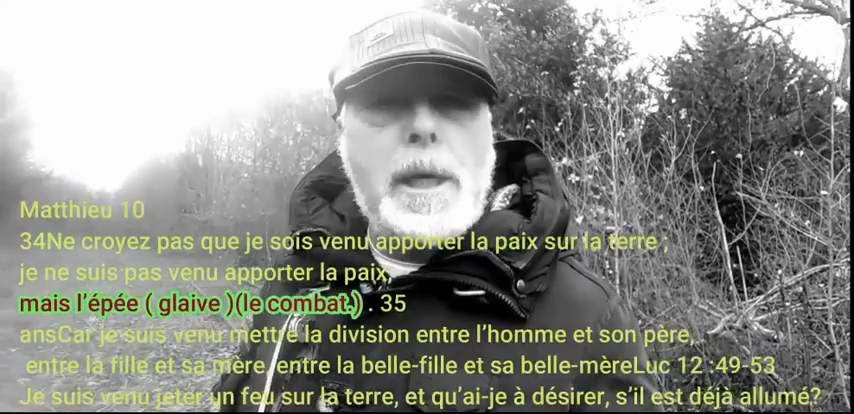 Matthieu 10
34Ne croyez pas que je sois venu apporter la paix sur la terre ;
je ne suis pas venu apporter la paix,
mais l'épée ( glaive )(le combat.) . 35
ansCar je suis venu mettre la division entre l'homme et son père,
entre la fille et sa mère, entre la belle-fille et sa belle-mèreLuc 12 :49-53
Je suis venu jeter un feu sur la terre, et qu'ai-je à désirer, s'il est déjà allumé?